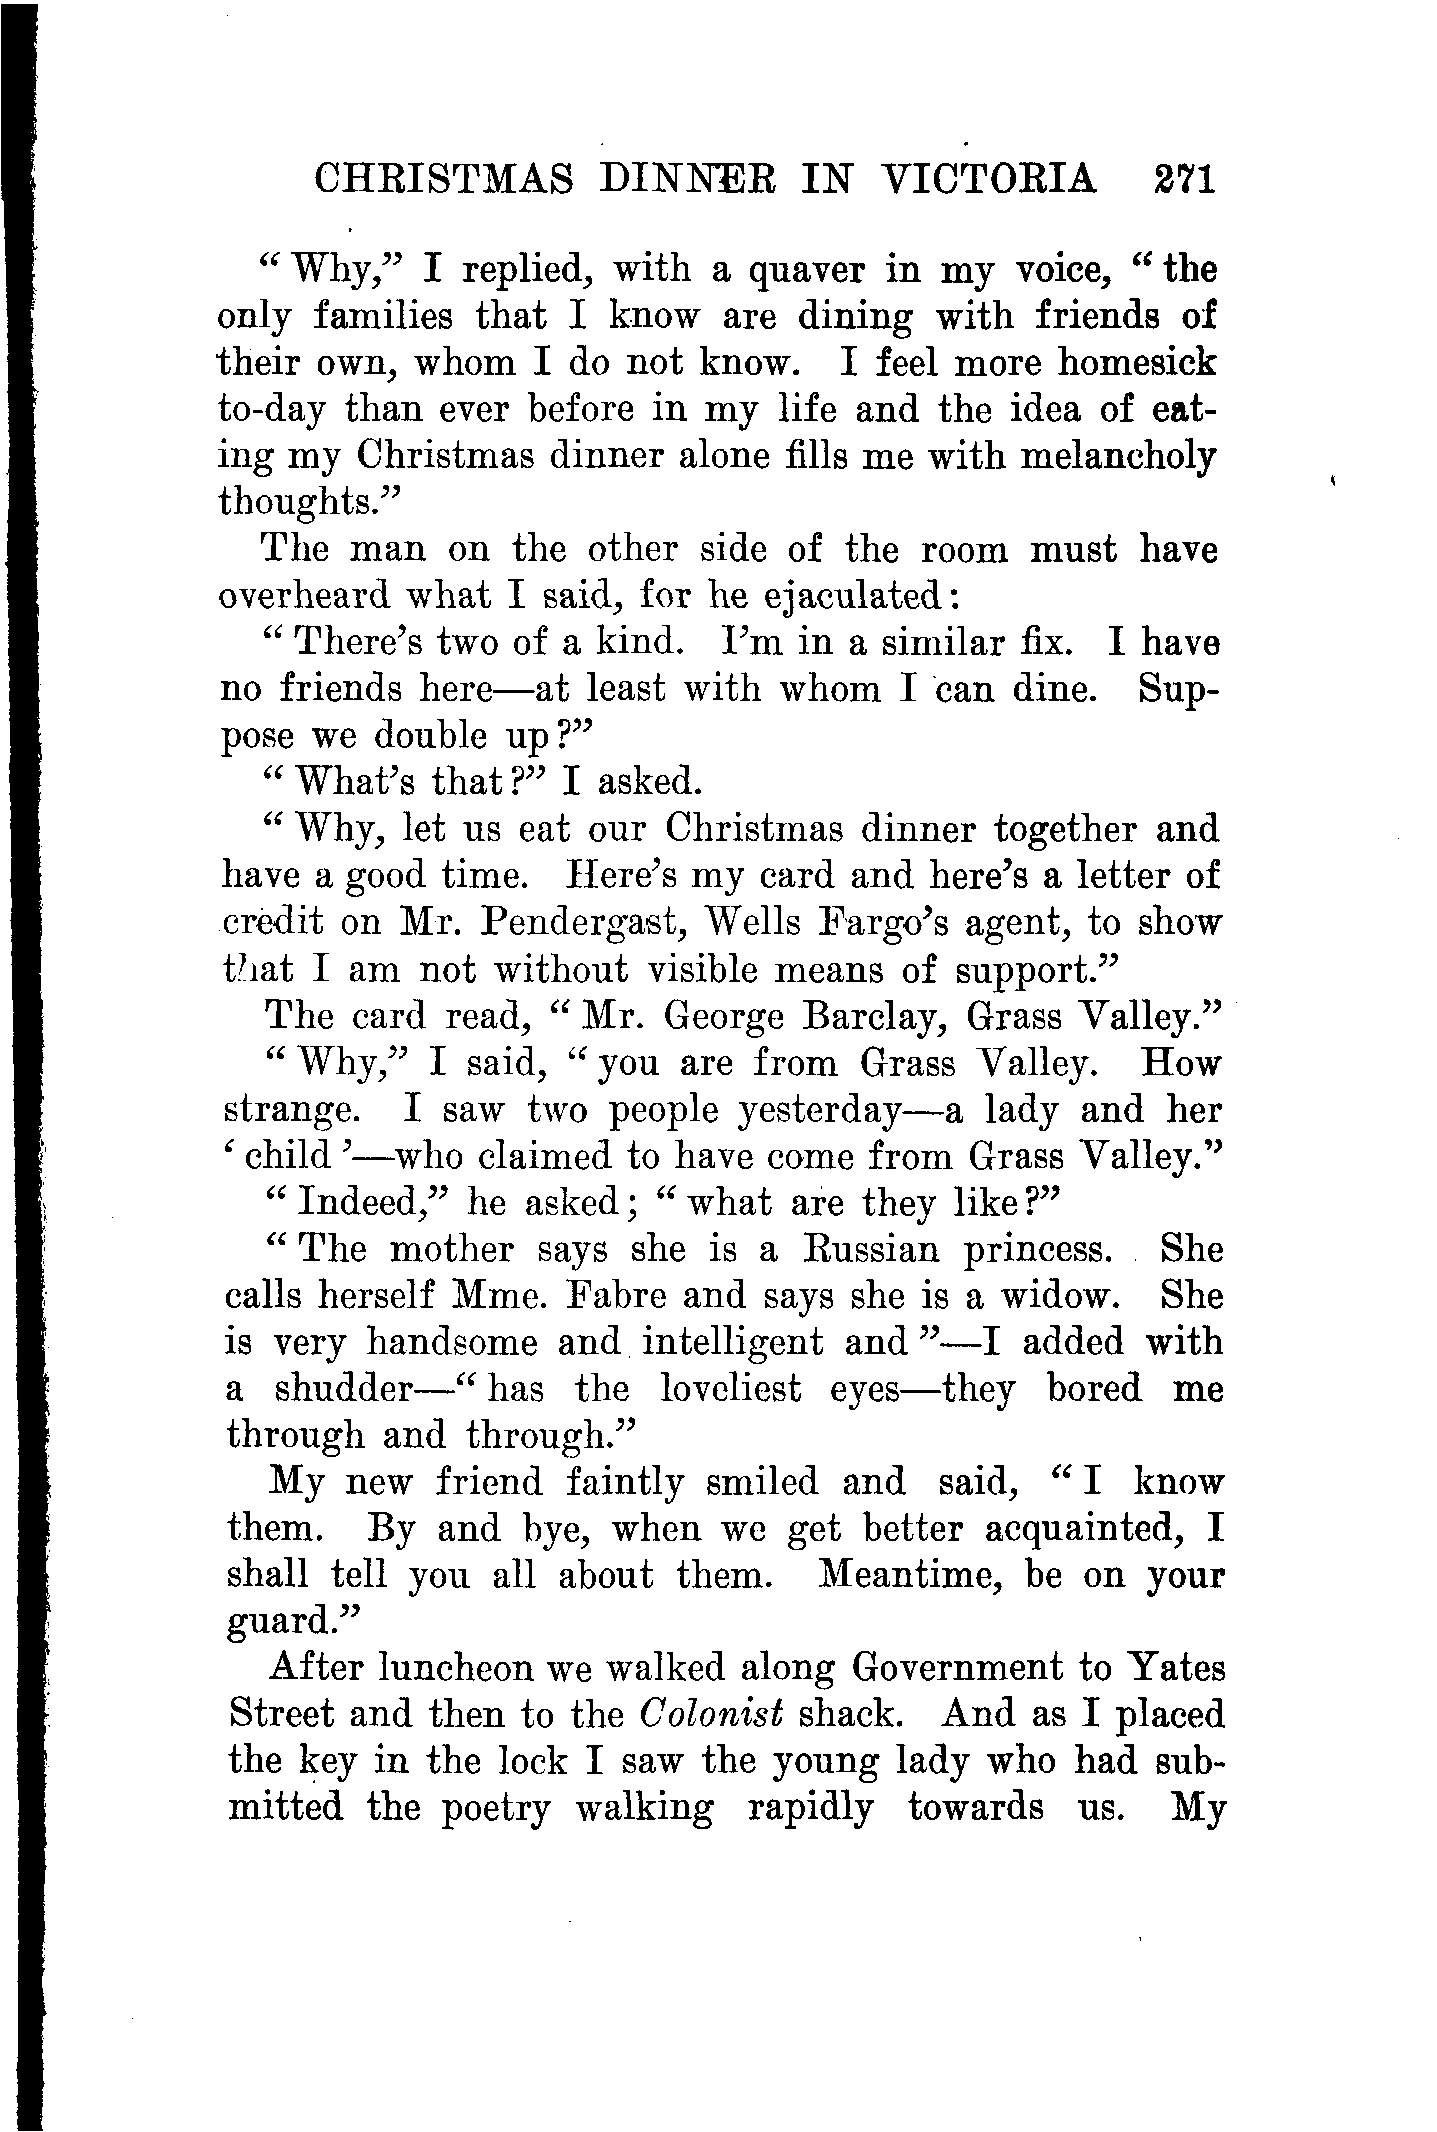 CHRISTMAS DINNER IN VICTORIA 271
“Why,” I replied, with a quaver in my voice, “the
only families that I know are dining with friends of
their own, whom I do not know. I feel more homesick
to-day than ever before in my life and the idea of eat-
ing my Christmas dinner alone fills me with melancholy
thoughts.”
The man on the other side of the room must have
overheard what I said, for he ejaculated:
“There’s two of a kind. I’m in a similar fix. I have
no friends here—at least with whom I can dine. Sup-
pose we double up?”
“What’s that?” I asked.
“Why, let us eat our Christmas dinner together and
have a good time. Here’s my card and here’s a letter of
credit on Mr. Pendergast, Wells Fargo’s agent, to show
that I am not without visible means of support.”
The card read, “Mr. George Barclay, Grass Valley.”
“Why,” I said, “you are from Grass Valley. How
strange. I saw two people yesterday—a lady and her
‘child’—who claimed to have come from Grass Valley.”
“Indeed,” he asked; “what are they like?”
“The mother says she is a Russian princess. She
calls herself Mme. Fabre and says she is a widow. She
is very handsome and intelligent and”—I added with
a shudder—“has the loveliest eyes—they bored me
through and through.”
My new friend faintly smiled and said, “I know
them. By and bye, when we get better acquainted, I
shall tell you all about them. Meantime, be on your
guard.”
After luncheon we walked along Government to Yates
Street and then to the Colonist shack. And as I placed
the key in the lock I saw the young lady who had sub-
mitted the poetry walking rapidly towards us. My